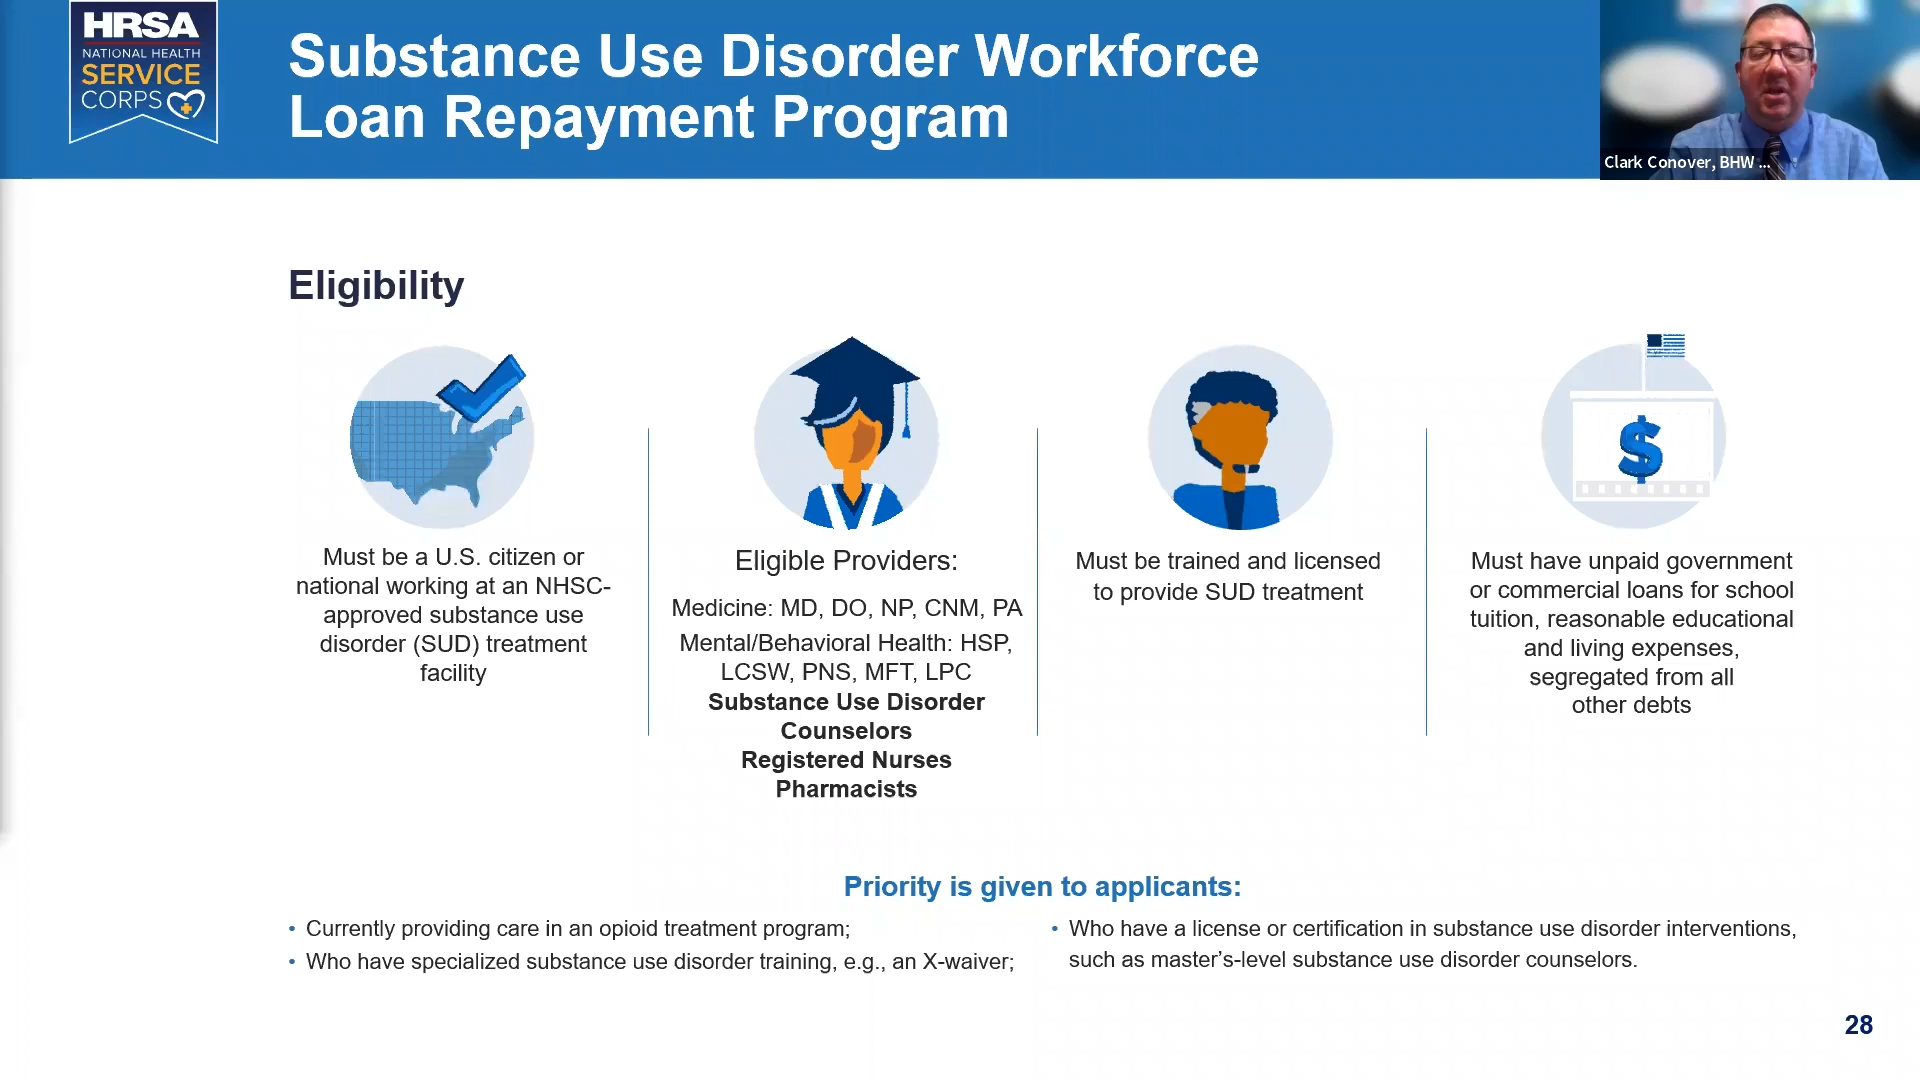 HRSA
NATIONAL HEALTH
SERVICE
CORPS
Substance Use Disorder Workforce
Loan Repayment Program
Clark Conover, BHW ...
Eligibility
Must be a U.S. citizen or
national working at an NHSC-
approved substance use
disorder (SUD) treatment
facility
Eligible Providers:
Medicine: MD, DO, NP, CNM, PA
Mental/Behavioral Health: HSP,
LCSW, PNS, MFT, LPC
Substance Use Disorder
Counselors
Registered Nurses
Pharmacists
Must be trained and licensed
to provide SUD treatment
$
Must have unpaid government
or commercial loans for school
tuition, reasonable educational
and living expenses,
segregated from all
other debts
Priority is given to applicants:
• Currently providing care in an opioid treatment program;
• Who have specialized substance use disorder training, e.g., an X-waiver;
• Who have a license or certification in substance use disorder interventions,
such as master’s-level substance use disorder counselors.
28